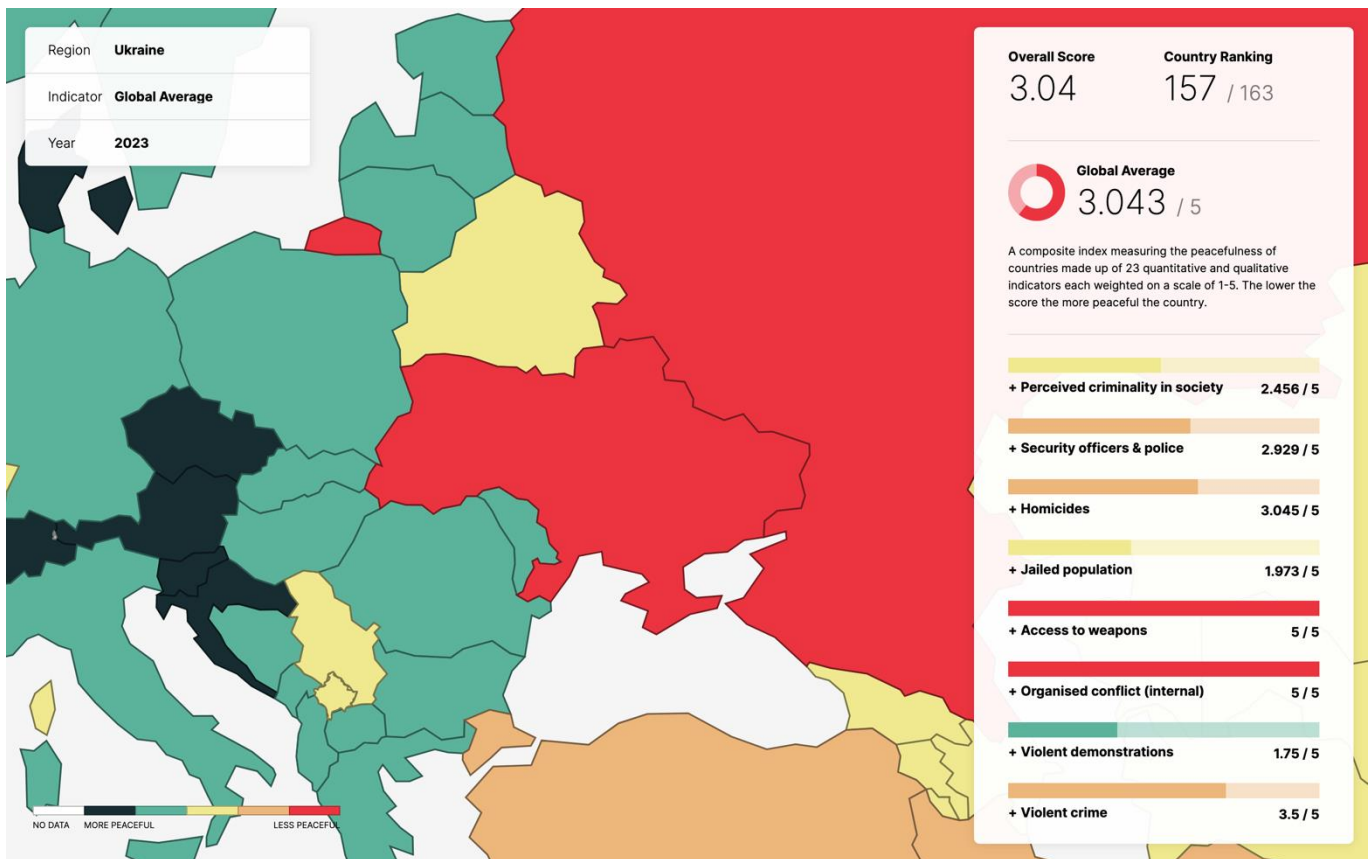 Region Ukraine
Indicator Global Average
Year 2023
Overall Score
3.04
Country Ranking
157 / 163
Global Average
3.043 / 5
A composite index measuring the peacefulness of
countries made up of 23 quantitative and qualitative
indicators each weighted on a scale of 1-5. The lower the
score the more peaceful the country.
+ Perceived criminality in society 2.456 / 5
+ Security officers & police 2.929 / 5
+ Homicides 3.045 / 5
+ Jailed population 1.973 / 5
+ Access to weapons 5 / 5
+ Organised conflict (internal) 5 / 5
+ Violent demonstrations 1.75 / 5
+ Violent crime 3.5 / 5
NO DATA MORE PEACEFUL LESS PEACEFUL